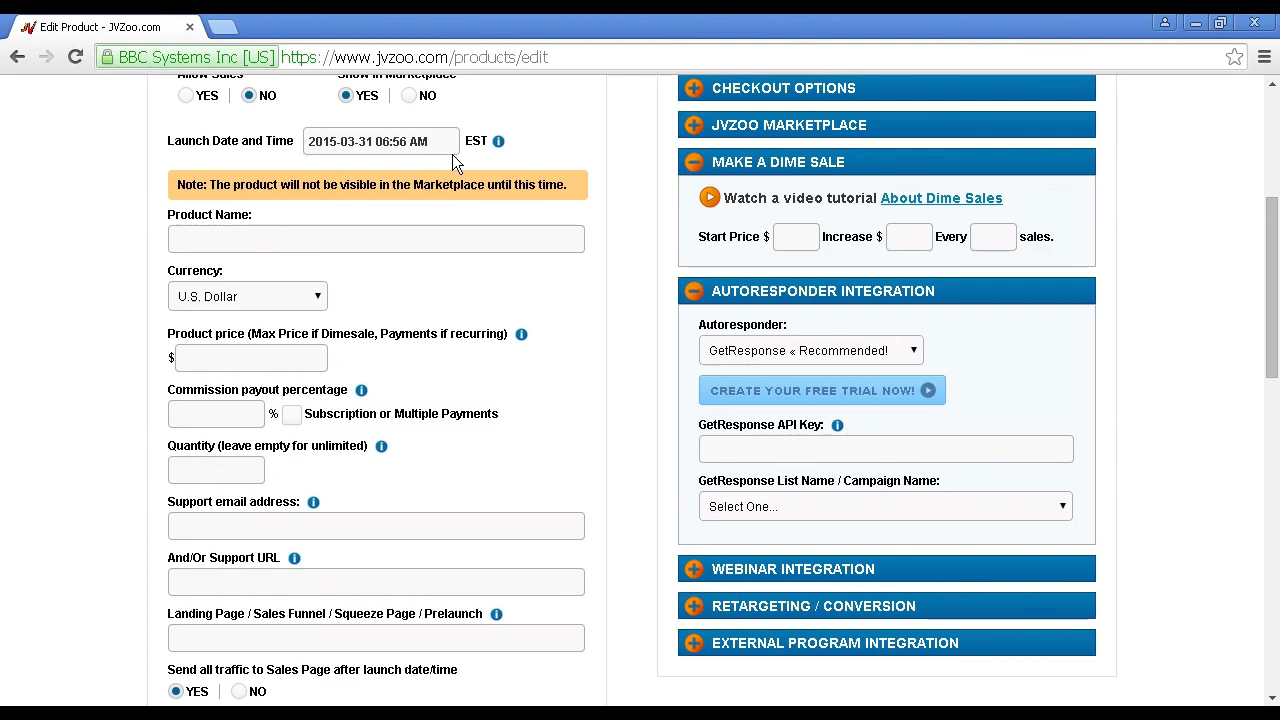 Edit Product - JVZoo.com
BBC Systems Inc [US] https://www.jvzoo.com/products/edit
Allow Sales Show in Marketplace
YES NO YES NO
Launch Date and Time 2015-03-31 06:56 AM EST
Note: The product will not be visible in the Marketplace until this time.
Product Name:
Currency:
U.S. Dollar
Product price (Max Price if Dimesale, Payments if recurring)
$
Commission payout percentage
% Subscription or Multiple Payments
Quantity (leave empty for unlimited)
Support email address:
And/Or Support URL
Landing Page / Sales Funnel / Squeeze Page / Prelaunch
Send all traffic to Sales Page after launch date/time
YES NO
CHECKOUT OPTIONS
JVZOO MARKETPLACE
MAKE A DIME SALE
Watch a video tutorial About Dime Sales
Start Price $ Increase $ Every sales.
AUTORESPONDER INTEGRATION
Autoresponder:
GetResponse « Recommended!
CREATE YOUR FREE TRIAL NOW!
GetResponse API Key:
GetResponse List Name / Campaign Name:
Select One...
WEBINAR INTEGRATION
RETARGETING / CONVERSION
EXTERNAL PROGRAM INTEGRATION